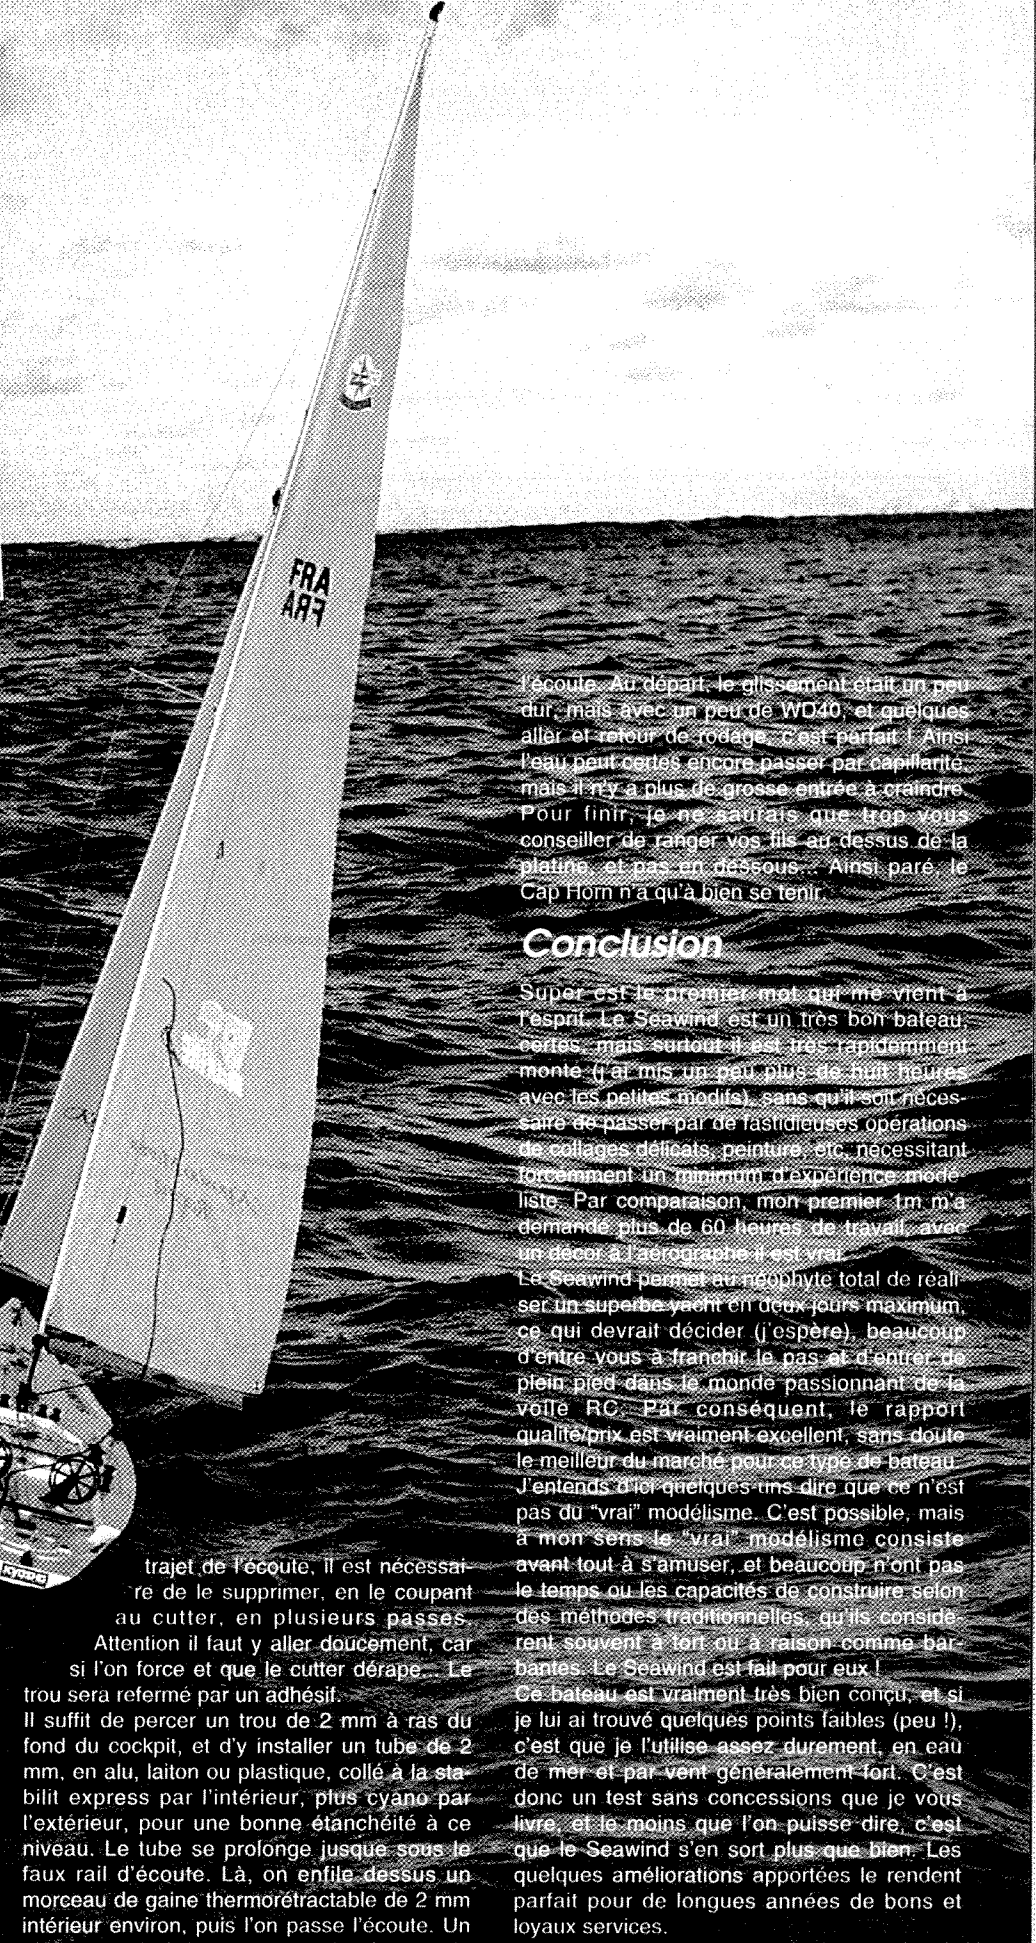 FRA
FRA
KYOSHO
trajet de l'écoute, il est nécessai-
re de le supprimer, en le coupant
au cutter, en plusieurs passes.
Attention il faut y aller doucement, car
si l'on force et que le cutter dérape... Le
trou sera refermé par un adhésif.
Il suffit de percer un trou de 2 mm à ras du
fond du cockpit, et d'y installer un tube de 2
mm, en alu, laiton ou plastique, collé à la sta-
bilit express par l'intérieur, plus cyano par
l'extérieur, pour une bonne étanchéité à ce
niveau. Le tube se prolonge jusque sous le
faux rail d'écoute. Là, on enfile dessus un
morceau de gaine thermorétractable de 2 mm
intérieur environ, puis l'on passe l'écoute. Un
l'écoute. Au départ, le glissement était un peu
dur, mais avec un peu de WD40, et quelques
aller et retour de rodage, c'est parfait ! Ainsi
l'eau peut certes encore passer par capillarité,
mais il n'y a plus de grosse entrée à craindre.
Pour finir, je ne saurais que trop vous
conseiller de ranger vos fils au dessus de la
platine, et pas en dessous... Ainsi paré, le
Cap Horn n'a qu'à bien se tenir.
Conclusion
Super est le premier mot qui me vient à
l'esprit. Le Seawind est un très bon bateau,
certes, mais surtout il est très rapidemment
monté (j'ai mis un peu plus de huit heures
avec les petites modifs), sans qu'il soit néces-
saire de passer par de fastidieuses opérations
de collages délicats, peinture, etc, nécessitant
forcémment un minimum d'expérience modé-
liste. Par comparaison, mon premier 1m m'a
demandé plus de 60 heures de travail, avec
un décor à l'aérographe il est vrai.
Le Seawind permet au néophyte total de réali-
ser un superbe yacht en deux jours maximum,
ce qui devrait décider (j'espère), beaucoup
d'entre vous à franchir le pas et d'entrer de
plein pied dans le monde passionnant de la
voile RC. Par conséquent, le rapport
qualité/prix est vraiment excellent, sans doute
le meilleur du marché pour ce type de bateau.
J'entends d'ici quelques-uns dire que ce n'est
pas du "vrai" modélisme. C'est possible, mais
à mon sens le "vrai" modélisme consiste
avant tout à s'amuser, et beaucoup n'ont pas
le temps ou les capacités de construire selon
des méthodes traditionnelles, qu'ils considè-
rent souvent à tort ou à raison comme bar-
bantes. Le Seawind est fait pour eux !
Ce bateau est vraiment très bien conçu, et si
je lui ai trouvé quelques points faibles (peu !),
c'est que je l'utilise assez durement, en eau
de mer et par vent généralement fort. C'est
donc un test sans concessions que je vous
livre, et le moins que l'on puisse dire, c'est
que le Seawind s'en sort plus que bien. Les
quelques améliorations apportées le rendent
parfait pour de longues années de bons et
loyaux services.